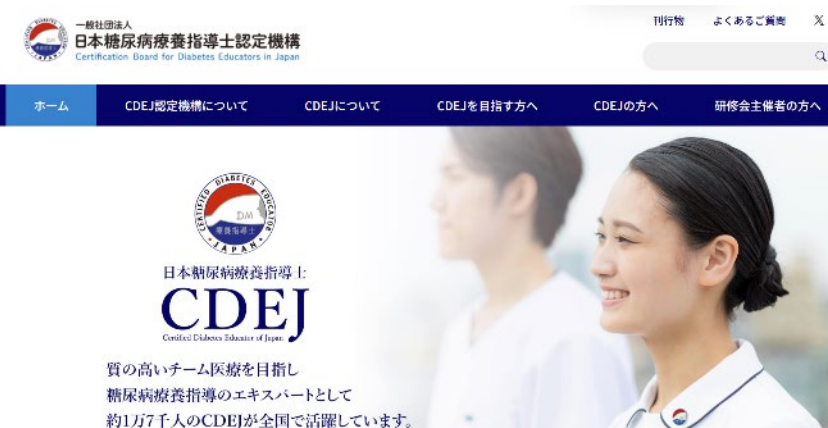 一般社団法人
日本糖尿病療養指導士認定機構
Certification Board for Diabetes Educators in Japan
刊行物 よくあるご質問 X
ホーム CDEJ認定機構について CDEJについて CDEJを目指す方へ CDEJの方へ 研修会主催者の方へ
CERTIFIED DIABETES EDUCATOR
DM
療養指導士
JAPAN
日本糖尿病療養指導士
CDEJ
Certified Diabetes Educator of Japan
質の高いチーム医療を目指し
糖尿病療養指導のエキスパートとして
約1万7千人のCDEJが全国で活躍しています。